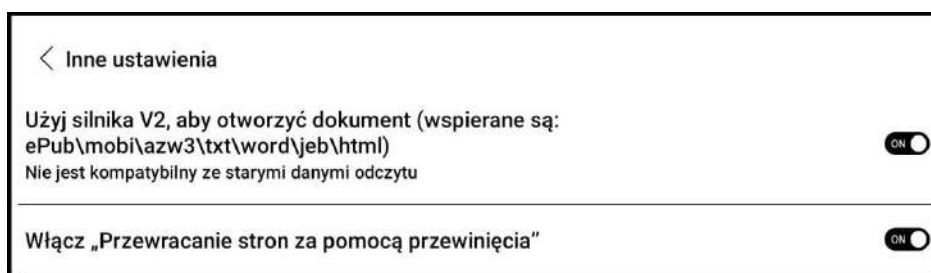 Inne ustawienia
Użyj silnika V2, aby otworzyć dokument (wspierane są:
ePub\mobi\azw3\txt\word\jeb\html)
ON
Nie jest kompatybilny ze starymi danymi odczytu
Włącz „Przewracanie stron za pomocą przewinięcia”
ON